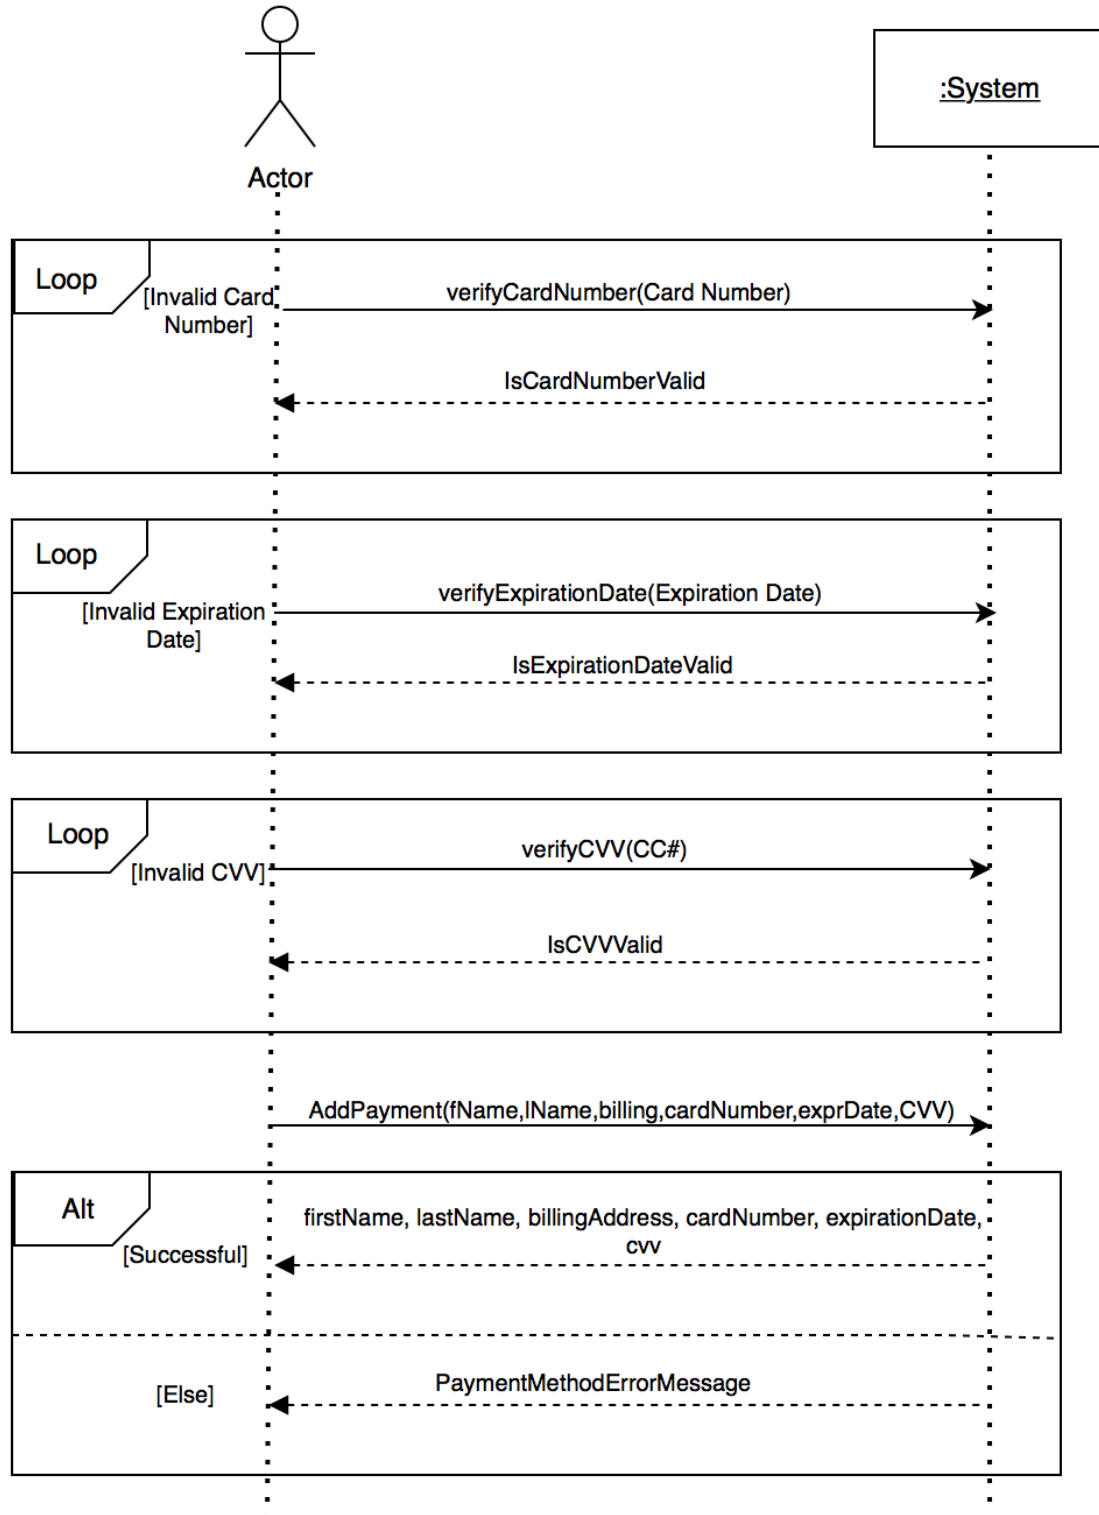 :System
Actor
Loop
[Invalid Card
Number]
verifyCardNumber(Card Number)
IsCardNumberValid
Loop
[Invalid Expiration
Date]
verifyExpirationDate(Expiration Date)
IsExpirationDateValid
Loop
[Invalid CVV]
verifyCVV(CC#)
IsCVVValid
AddPayment(fName,lName,billing,cardNumber,exprDate,CVV)
Alt
[Successful]
firstName, lastName, billingAddress, cardNumber, expirationDate,
cvv
[Else]
PaymentMethodErrorMessage